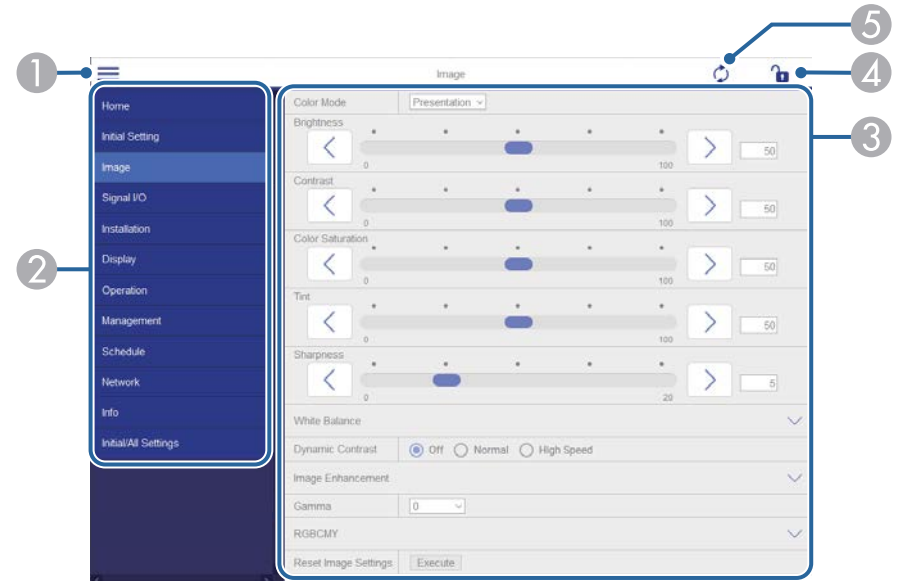 5
1
Image
4
Home
Color Mode Presentation
Brightness
3
Initial Setting
50
0 100
Image
Contrast
Signal I/O
50
0 100
Installation
Color Saturation
2
Display
50
0 100
Operation
Tint
Management
50
0 100
Schedule
Sharpness
Network
5
0 20
Info
White Balance
Initial/All Settings
Dynamic Contrast Off Normal High Speed
Image Enhancement
Gamma 0
RGBCMY
Reset Image Settings Execute